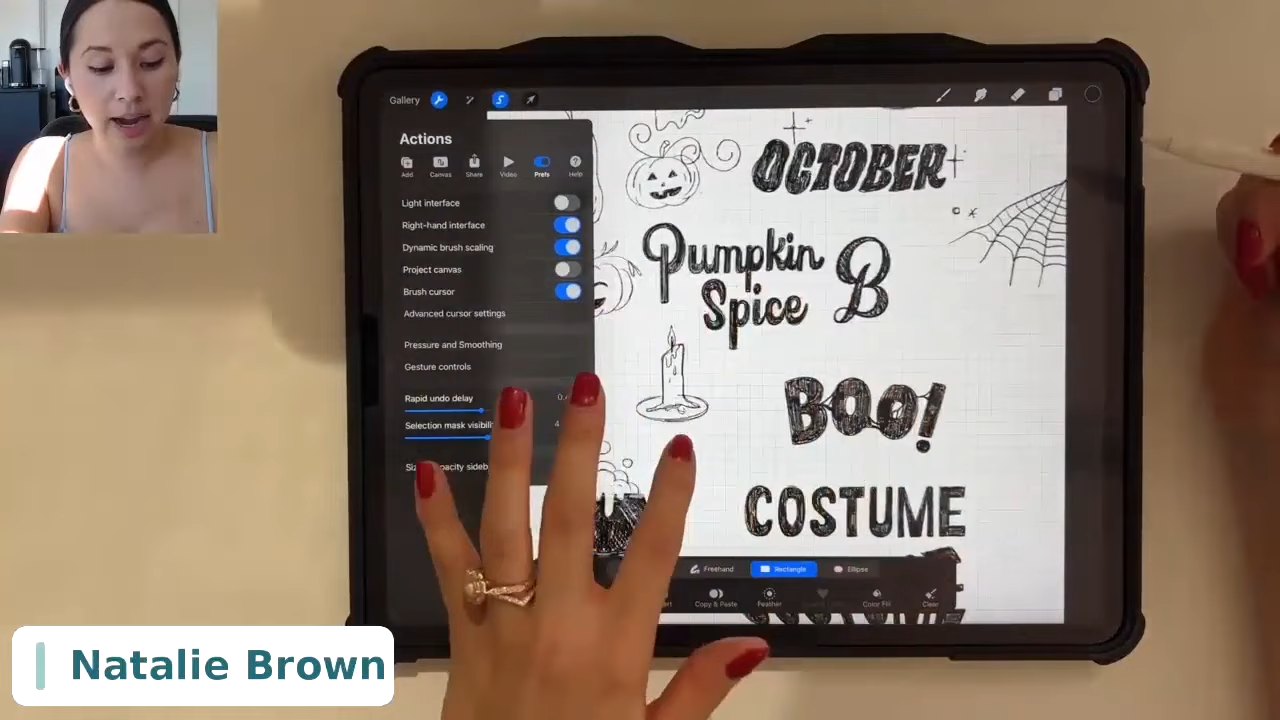 Gallery
Actions
Add Canvas Share Video Prefs Help
Light interface
Right-hand interface
Dynamic brush scaling
Project canvas
Brush cursor
Advanced cursor settings
Pressure and Smoothing
Gesture controls
Rapid undo delay
Selection mask
OCTOBER
Pumpkin
Spice B
BOO!
COSTUME
Freehand Rectangle Ellipse
Copy & Paste Feather Color Fill Clear
Natalie Brown